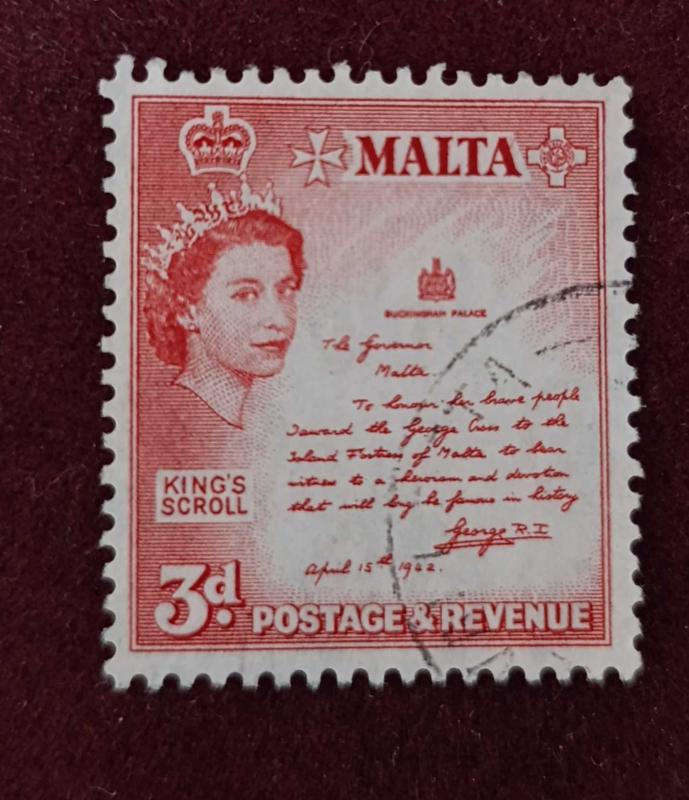 MALTA
BUCKINGHAM PALACE
The Governor
Malta
To honour her brave people
I award the George Cross to the
Island Fortress of Malta to bear
witness to a heroism and devotion
that will long be famous in history
George R.I
April 15th 1942.
KING'S
SCROLL
3d.
POSTAGE & REVENUE